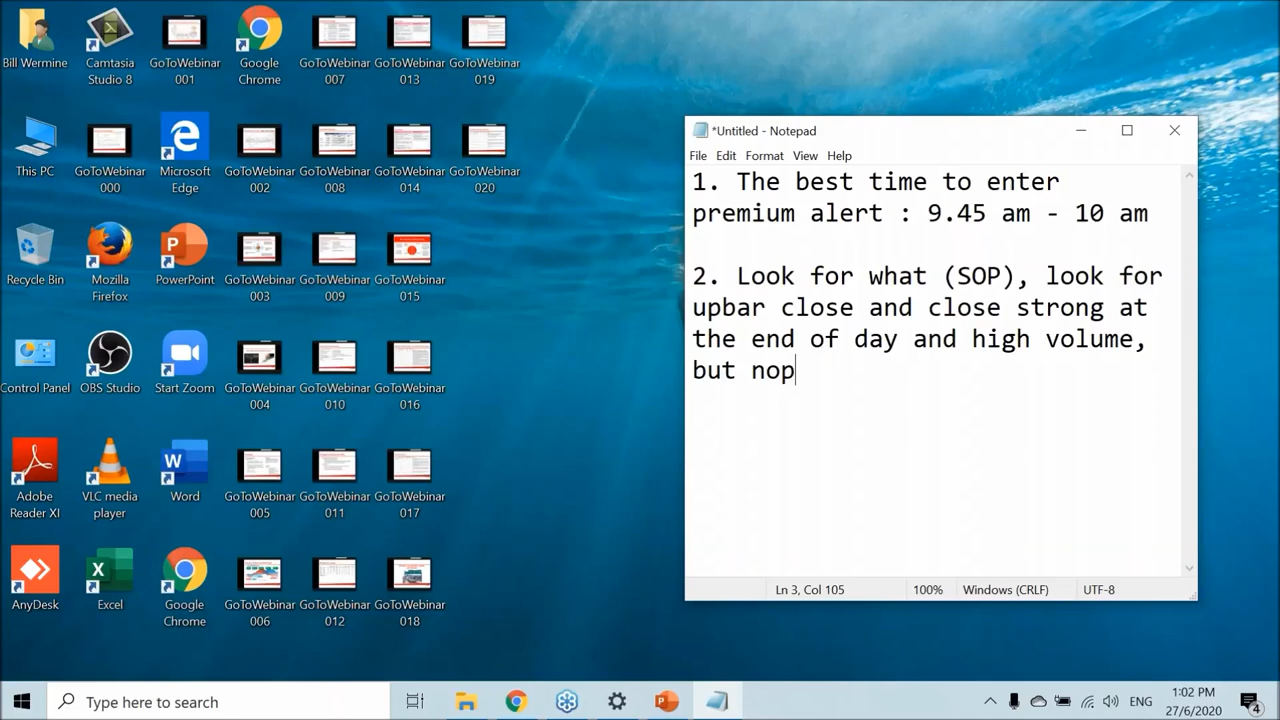 Bill Wermine
Camtasia
Studio 8
GoToWebinar
001
Google
Chrome
GoToWebinar
007
GoToWebinar
013
GoToWebinar
019
This PC
GoToWebinar
000
Microsoft
Edge
GoToWebinar
002
GoToWebinar
008
GoToWebinar
014
GoToWebinar
020
Recycle Bin
Mozilla
Firefox
PowerPoint
GoToWebinar
003
GoToWebinar
009
GoToWebinar
015
Control Panel
OBS Studio
Start Zoom
GoToWebinar
004
GoToWebinar
010
GoToWebinar
016
Adobe
Reader XI
VLC media
player
Word
GoToWebinar
005
GoToWebinar
011
GoToWebinar
017
AnyDesk
Excel
Google
Chrome
GoToWebinar
006
GoToWebinar
012
GoToWebinar
018
*Untitled - Notepad
File Edit Format View Help
1. The best time to enter
premium alert : 9.45 am - 10 am
2. Look for what (SOP), look for
upbar close and close strong at
the end of day and high volume,
but nop
Ln 3, Col 105 100% Windows (CRLF) UTF-8
Type here to search
ENG
1:02 PM
27/6/2020
4